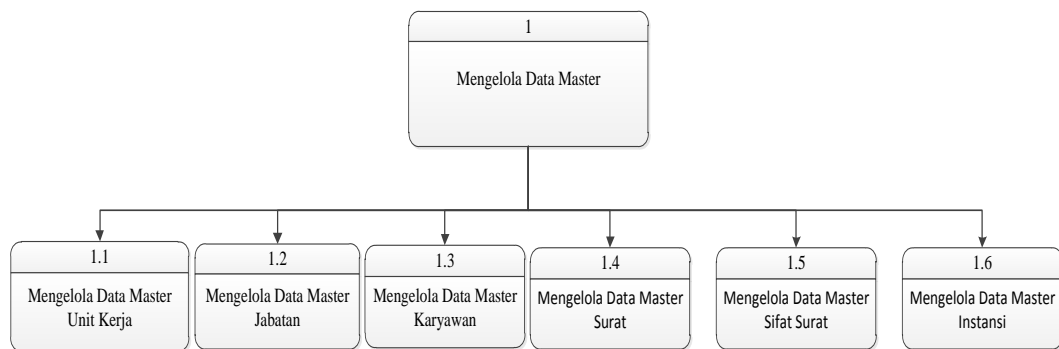 1
Mengelola Data Master
1.1
Mengelola Data Master
Unit Kerja
1.2
Mengelola Data Master
Jabatan
1.3
Mengelola Data Master
Karyawan
1.4
Mengelola Data Master
Surat
1.5
Mengelola Data Master
Sifat Surat
1.6
Mengelola Data Master
Instansi